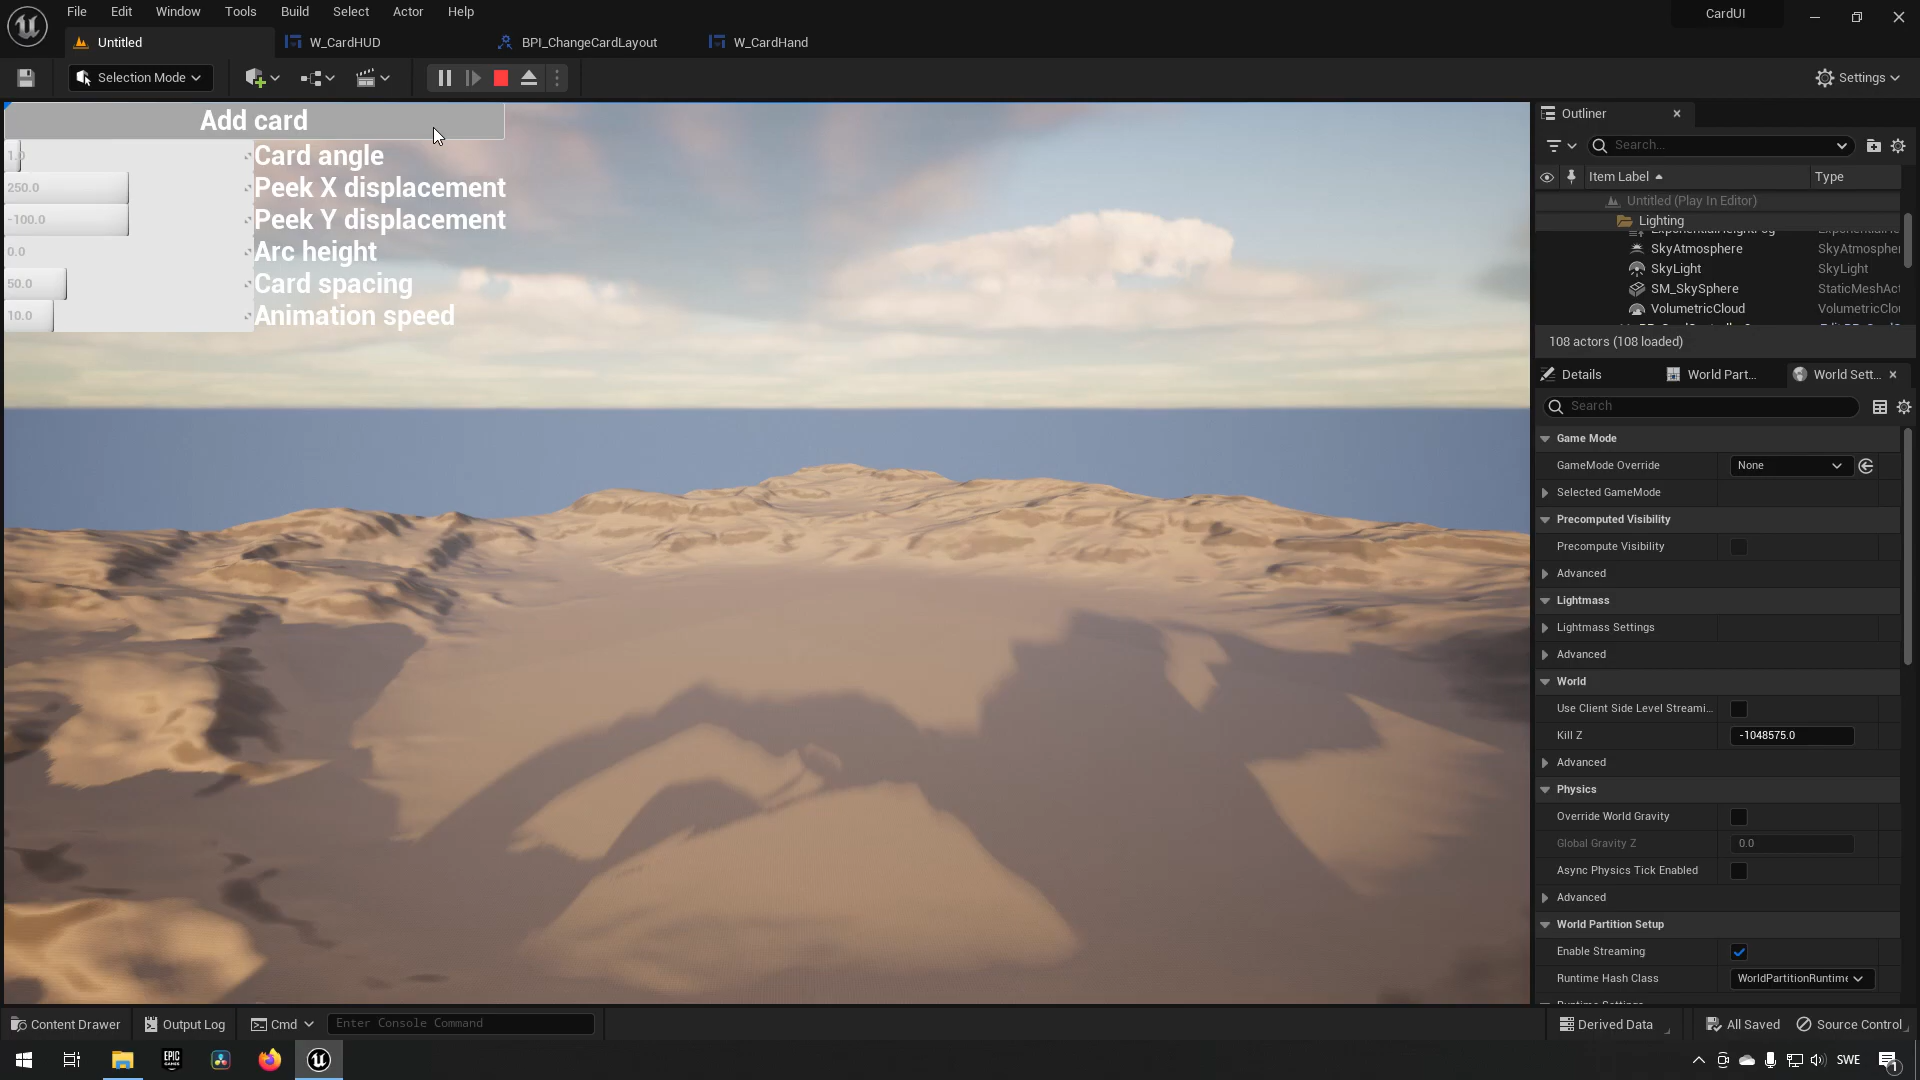 File Edit Window Tools Build Select Actor Help
CardUI
Untitled
W_CardHUD
BPI_ChangeCardLayout
W_CardHand
Selection Mode
Settings
Add card
1.0 Card angle
250.0 Peek X displacement
-100.0 Peek Y displacement
0.0 Arc height
50.0 Card spacing
10.0 Animation speed
Outliner
Search...
Item Label Type
Untitled (Play In Editor)
Lighting
SkyAtmosphere SkyAtmospher
SkyLight SkyLight
SM_SkySphere StaticMeshAct
VolumetricCloud VolumetricClou
108 actors (108 loaded)
Details
World Part...
World Sett...
Search
Game Mode
GameMode Override None
Selected GameMode
Precomputed Visibility
Precompute Visibility
Advanced
Lightmass
Lightmass Settings
Advanced
World
Use Client Side Level Streami...
Kill Z -1048575.0
Advanced
Physics
Override World Gravity
Global Gravity Z 0.0
Async Physics Tick Enabled
Advanced
World Partition Setup
Enable Streaming
Runtime Hash Class WorldPartitionRuntime
Content Drawer
Output Log
Cmd
Enter Console Command
Derived Data
All Saved
Source Control
EPIC
GAMES
SWE
1